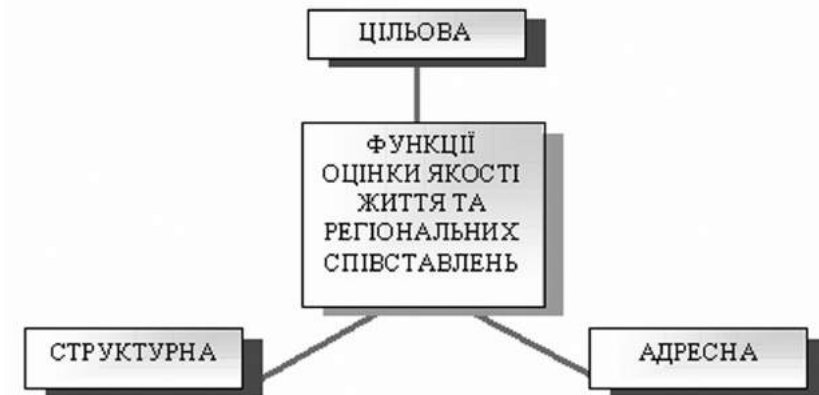 ЦІЛЬОВА
ФУНКЦІЇ
ОЦІНКИ ЯКОСТІ
ЖИТТЯ ТА
РЕГІОНАЛЬНИХ
СПІВСТАВЛЕНЬ
СТРУКТУРНА
АДРЕСНА